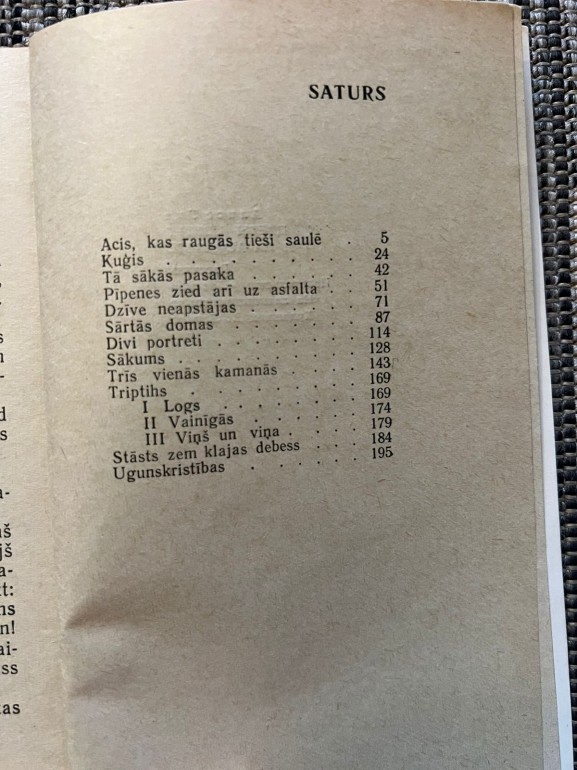 SATURS
Acis, kas raugās tieši saulē . 5
Kuģis . . . . . . . . . . 24
Tā sākās pasaka . . . . . . 42
Pīpenes zied arī uz asfalta . . 51
Dzīve neapstājas . . . . . . 71
Sārtās domas . . . . . . . 87
Divi portreti . . . . . . . 114
Sākums . . . . . . . . . 128
Trīs vienās kamanās . . . . 143
Triptihs . . . . . . . . . 169
I Logs . . . . . . . . 169
II Vainīgās . . . . . . 174
III Viņš un viņa . . . . 179
Stāsts zem klajas debess . . . 184
Ugunskristības . . . . . . 195